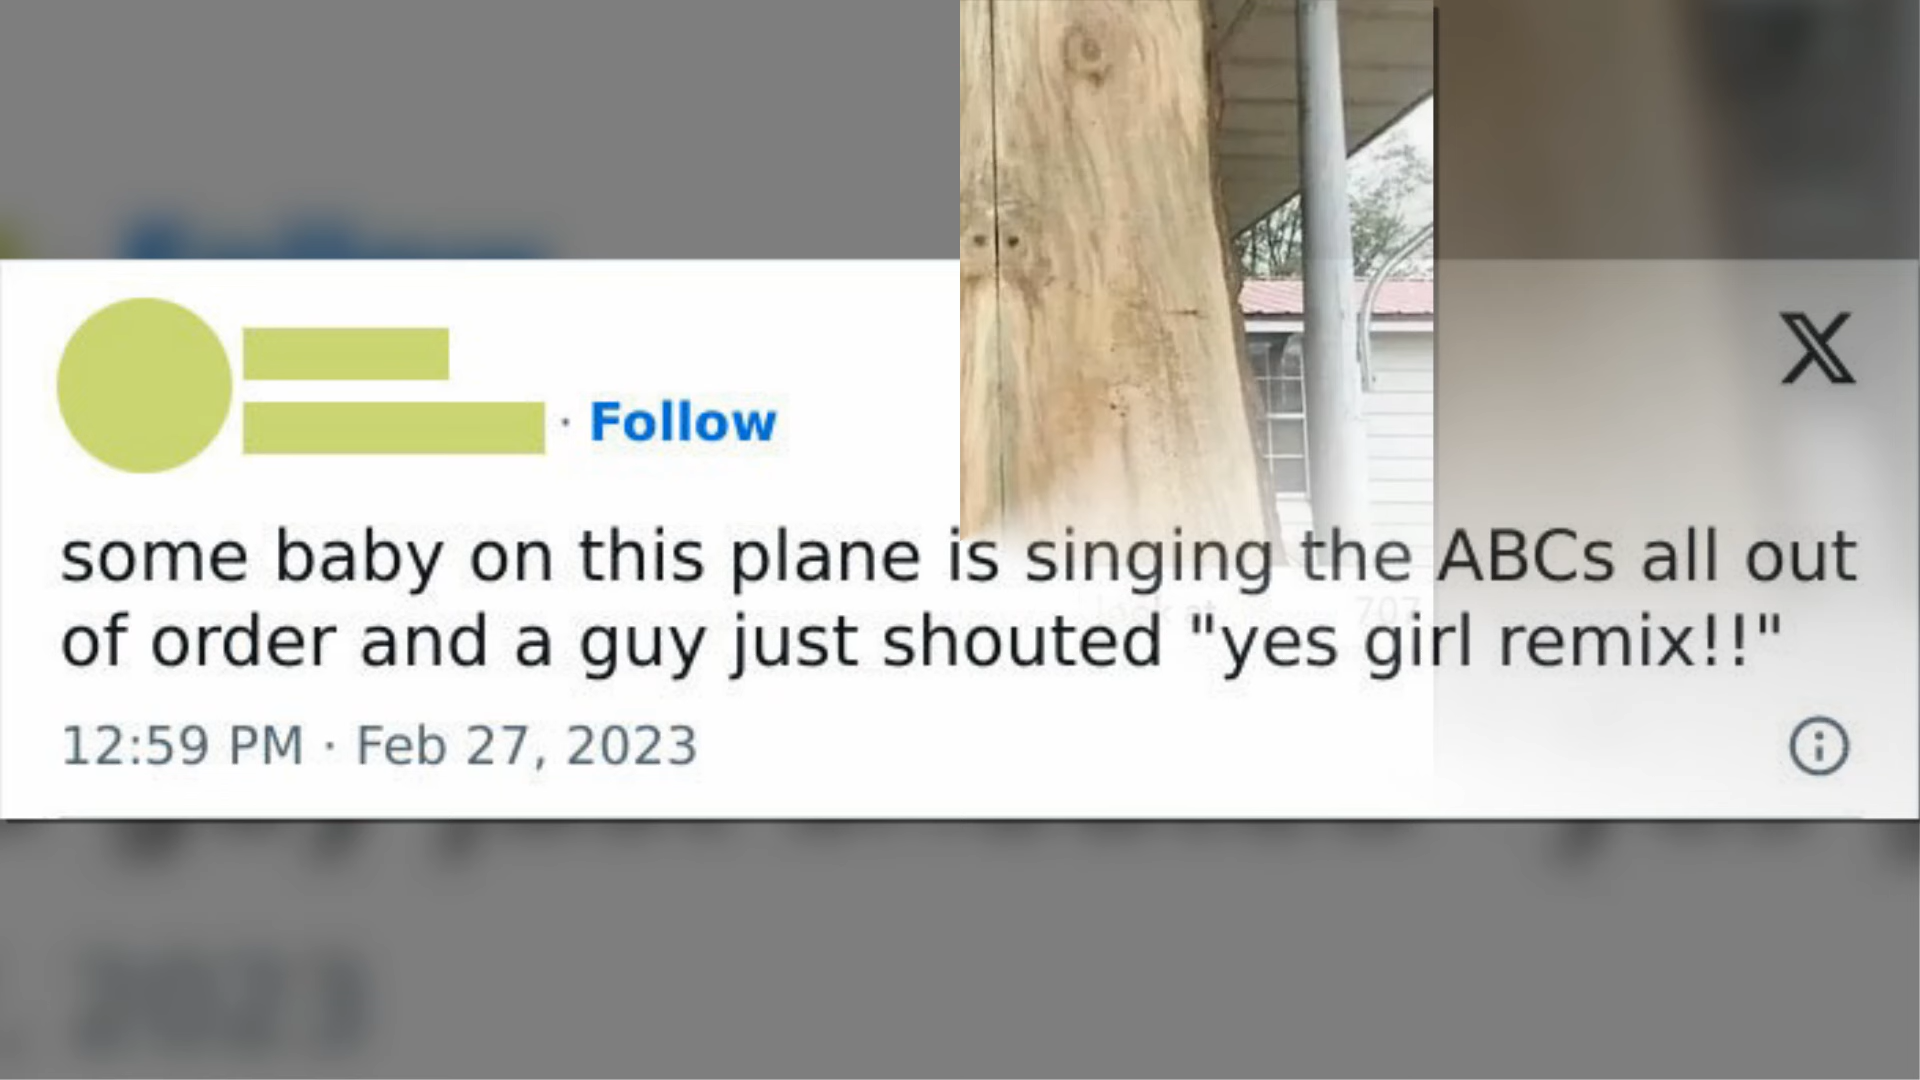 · Follow
some baby on this plane is singing the ABCs all out
of order and a guy just shouted "yes girl remix!!"
12:59 PM · Feb 27, 2023